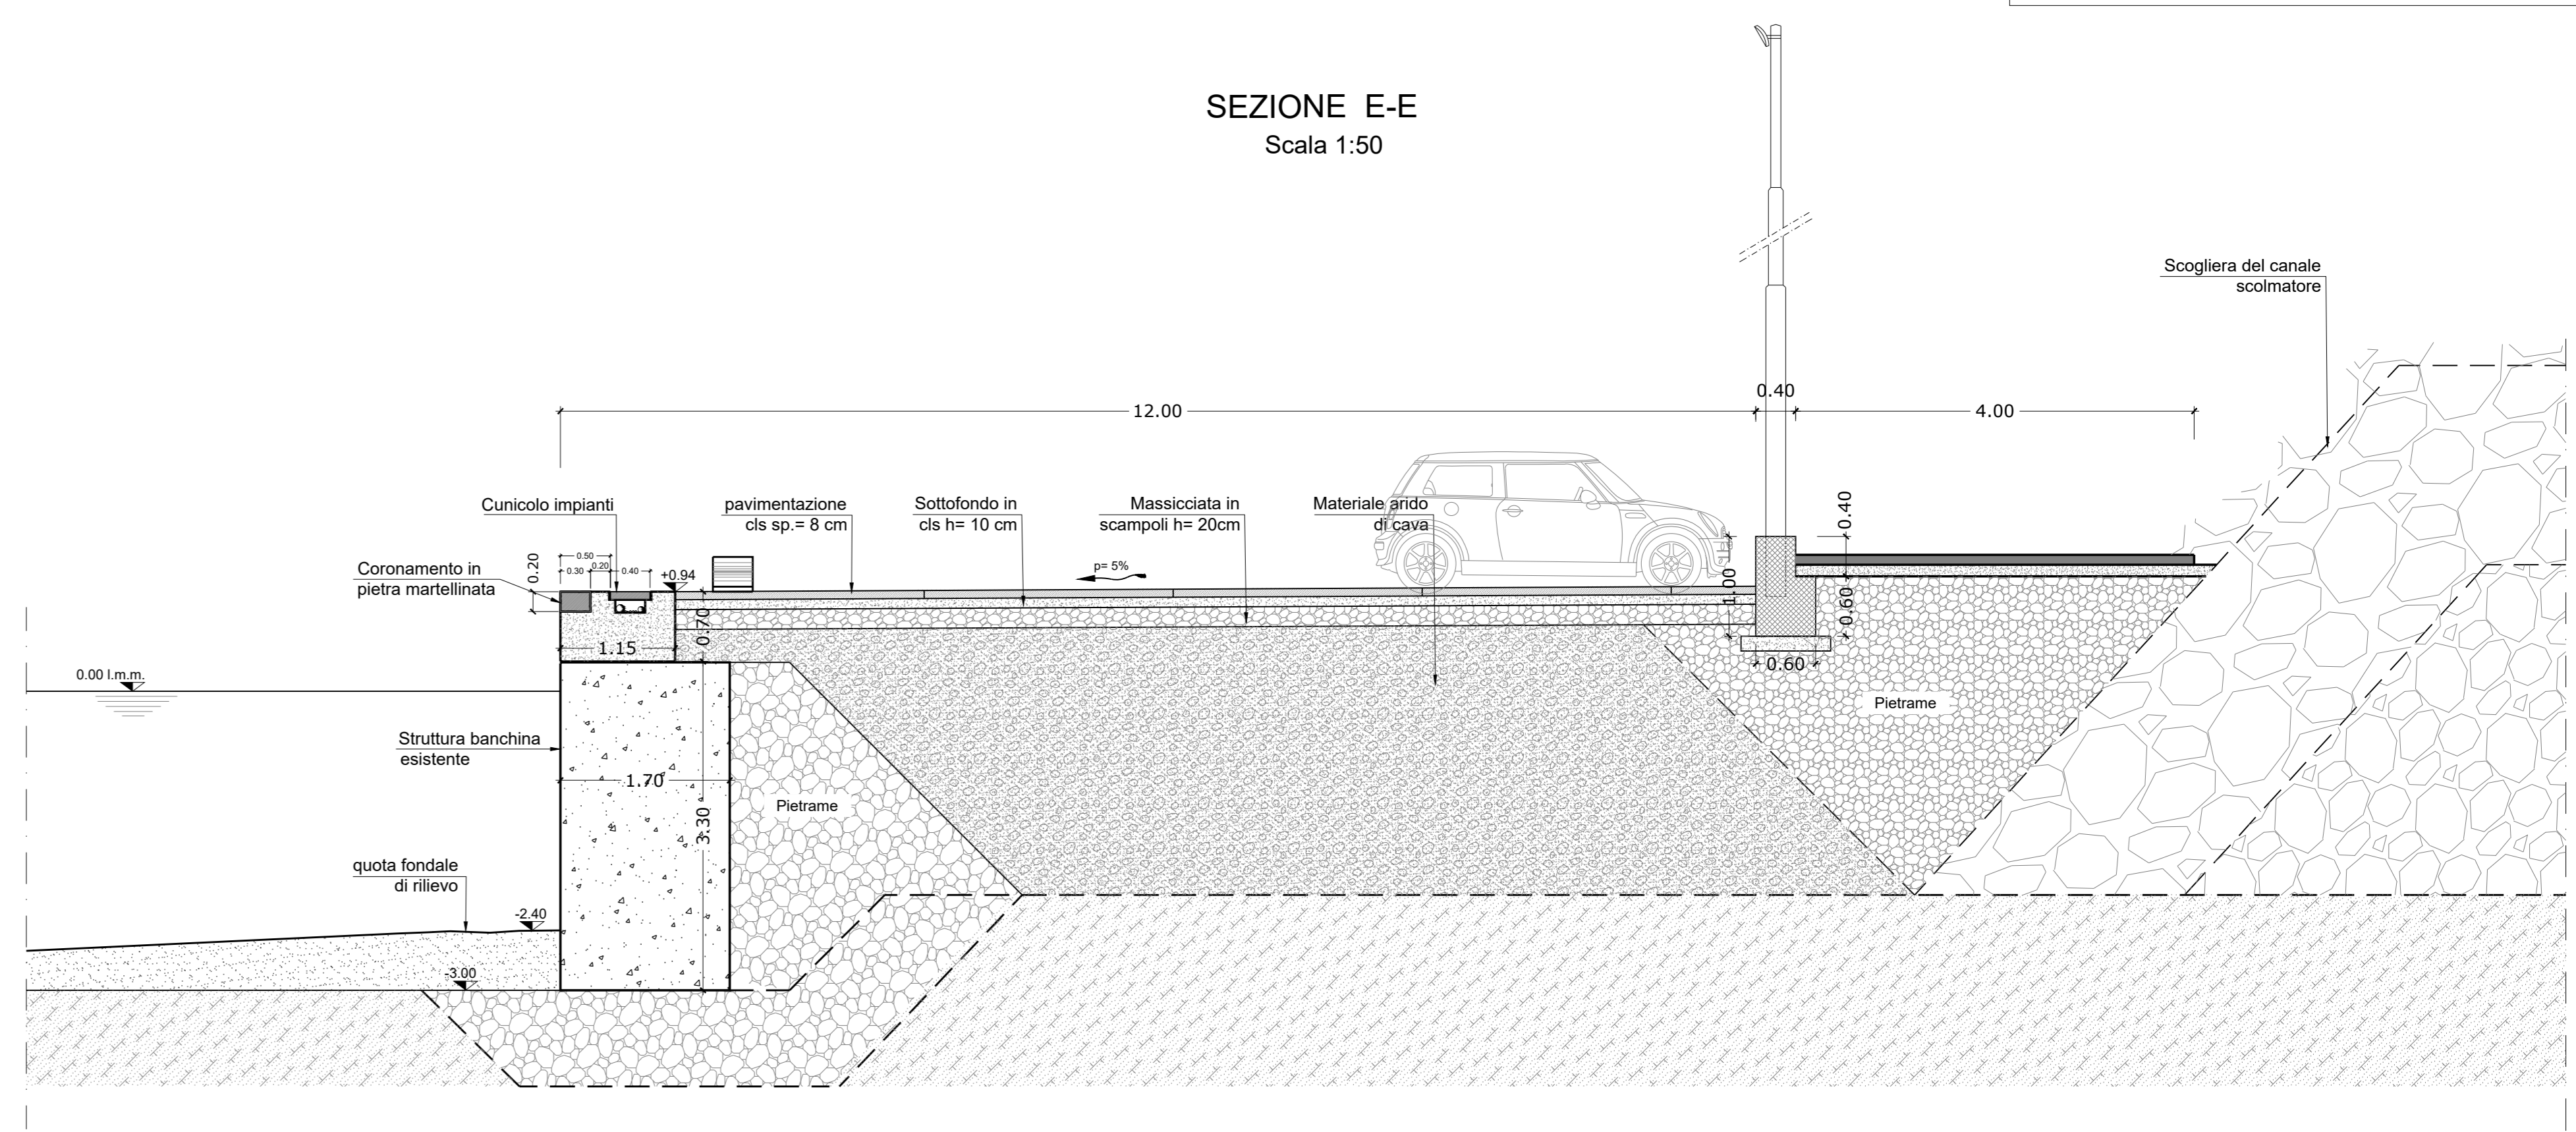 SEZIONE E-E
Scala 1:50
Scogliera del canale
scolmatore
0.40
12.00
4.00
Cunicolo impianti
pavimentazione
cls sp.= 8 cm
Sottofondo in
cls h= 10 cm
Massicciata in
scampoli h= 20cm
Materiale arido
di cava
0.40
Coronamento in
pietra martellinata
0.20
0.50
0.30
0.20
0.40
+0.94
p= 5%
1.00
0.60
0.70
1.15
0.60
0.00 l.m.m.
Pietrame
Struttura banchina
esistente
1.70
Pietrame
3.30
quota fondale
di rilievo
-2.40
-3.00